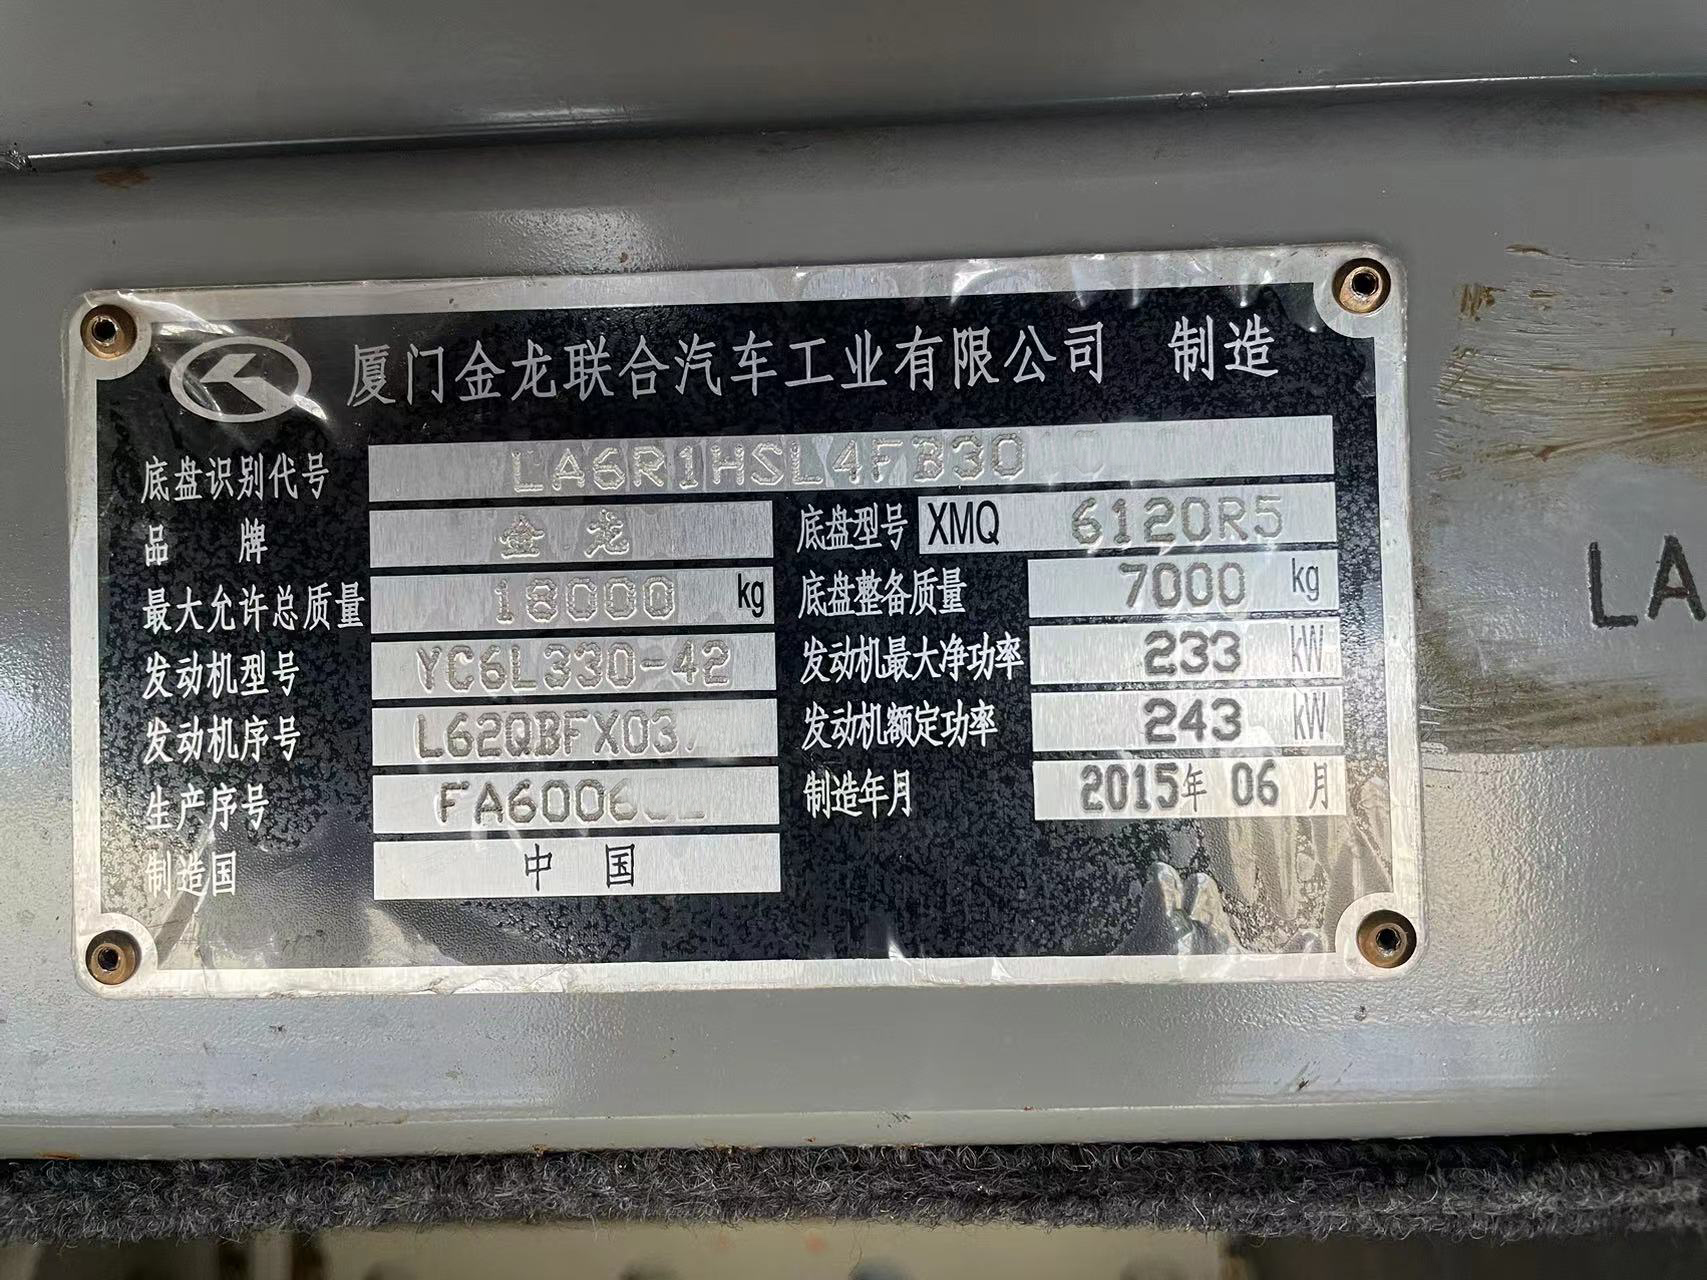 厦门金龙联合汽车工业有限公司 制造
底盘识别代号 LA6R1HSL4FB30
品 牌 金 龙 底盘型号 XMQ 6120R5
最大允许总质量 18000 kg 底盘整备质量 7000 kg
发动机型号 YC6L330-42 发动机最大净功率 233 kW
发动机序号 L62QBFX03 发动机额定功率 243 kW
生产序号 FA6006 制造年月 2015年 06 月
制造国 中 国
LA